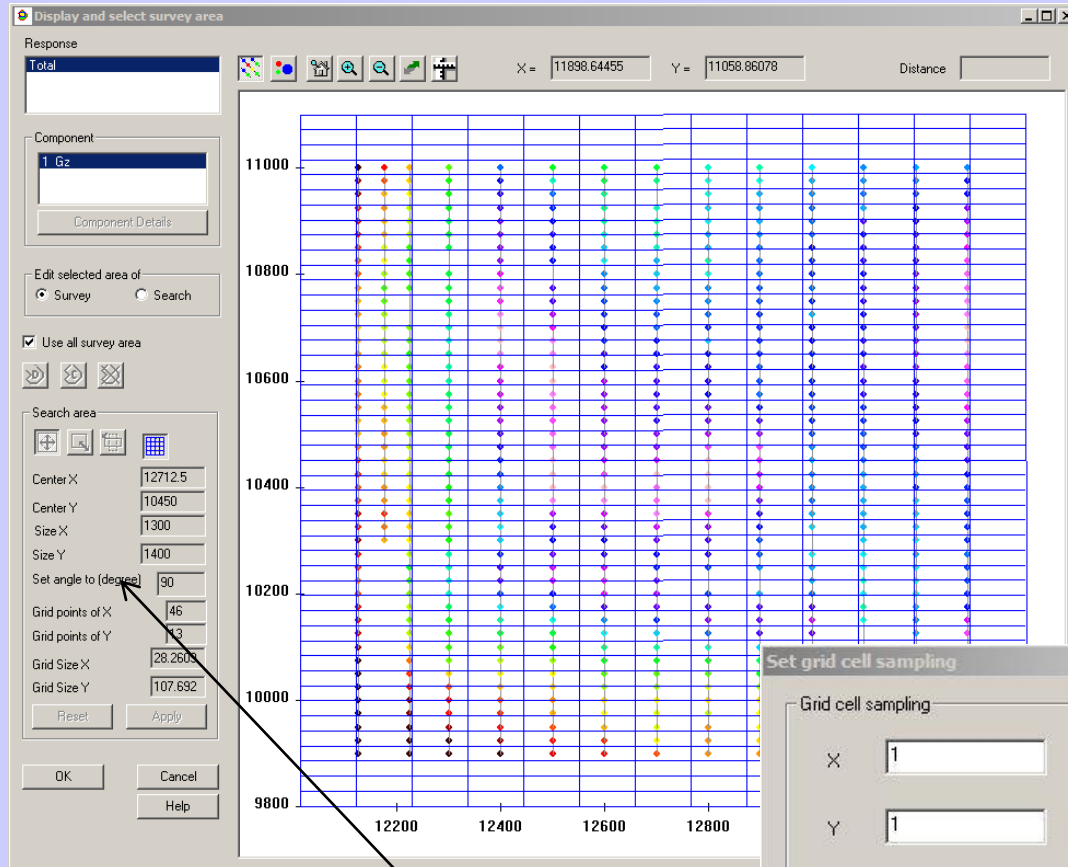 Display and select survey area
Response
Total
X = 11898.64455 Y = 11058.86078 Distance
Component
1 Gz
Component Details
Edit selected area of
Survey Search
Use all survey area
Search area
Center X 12712.5
Center Y 10450
Size X 1300
Size Y 1400
Set angle to (degree) 90
Grid points of X 46
Grid points of Y 13
Grid Size X 28.2609
Grid Size Y 107.692
Reset Apply
OK Cancel
Help
11000
10800
10600
10400
10200
10000
9800
12200 12400 12600 12800
Set grid cell sampling
Grid cell sampling
X 1
Y 1